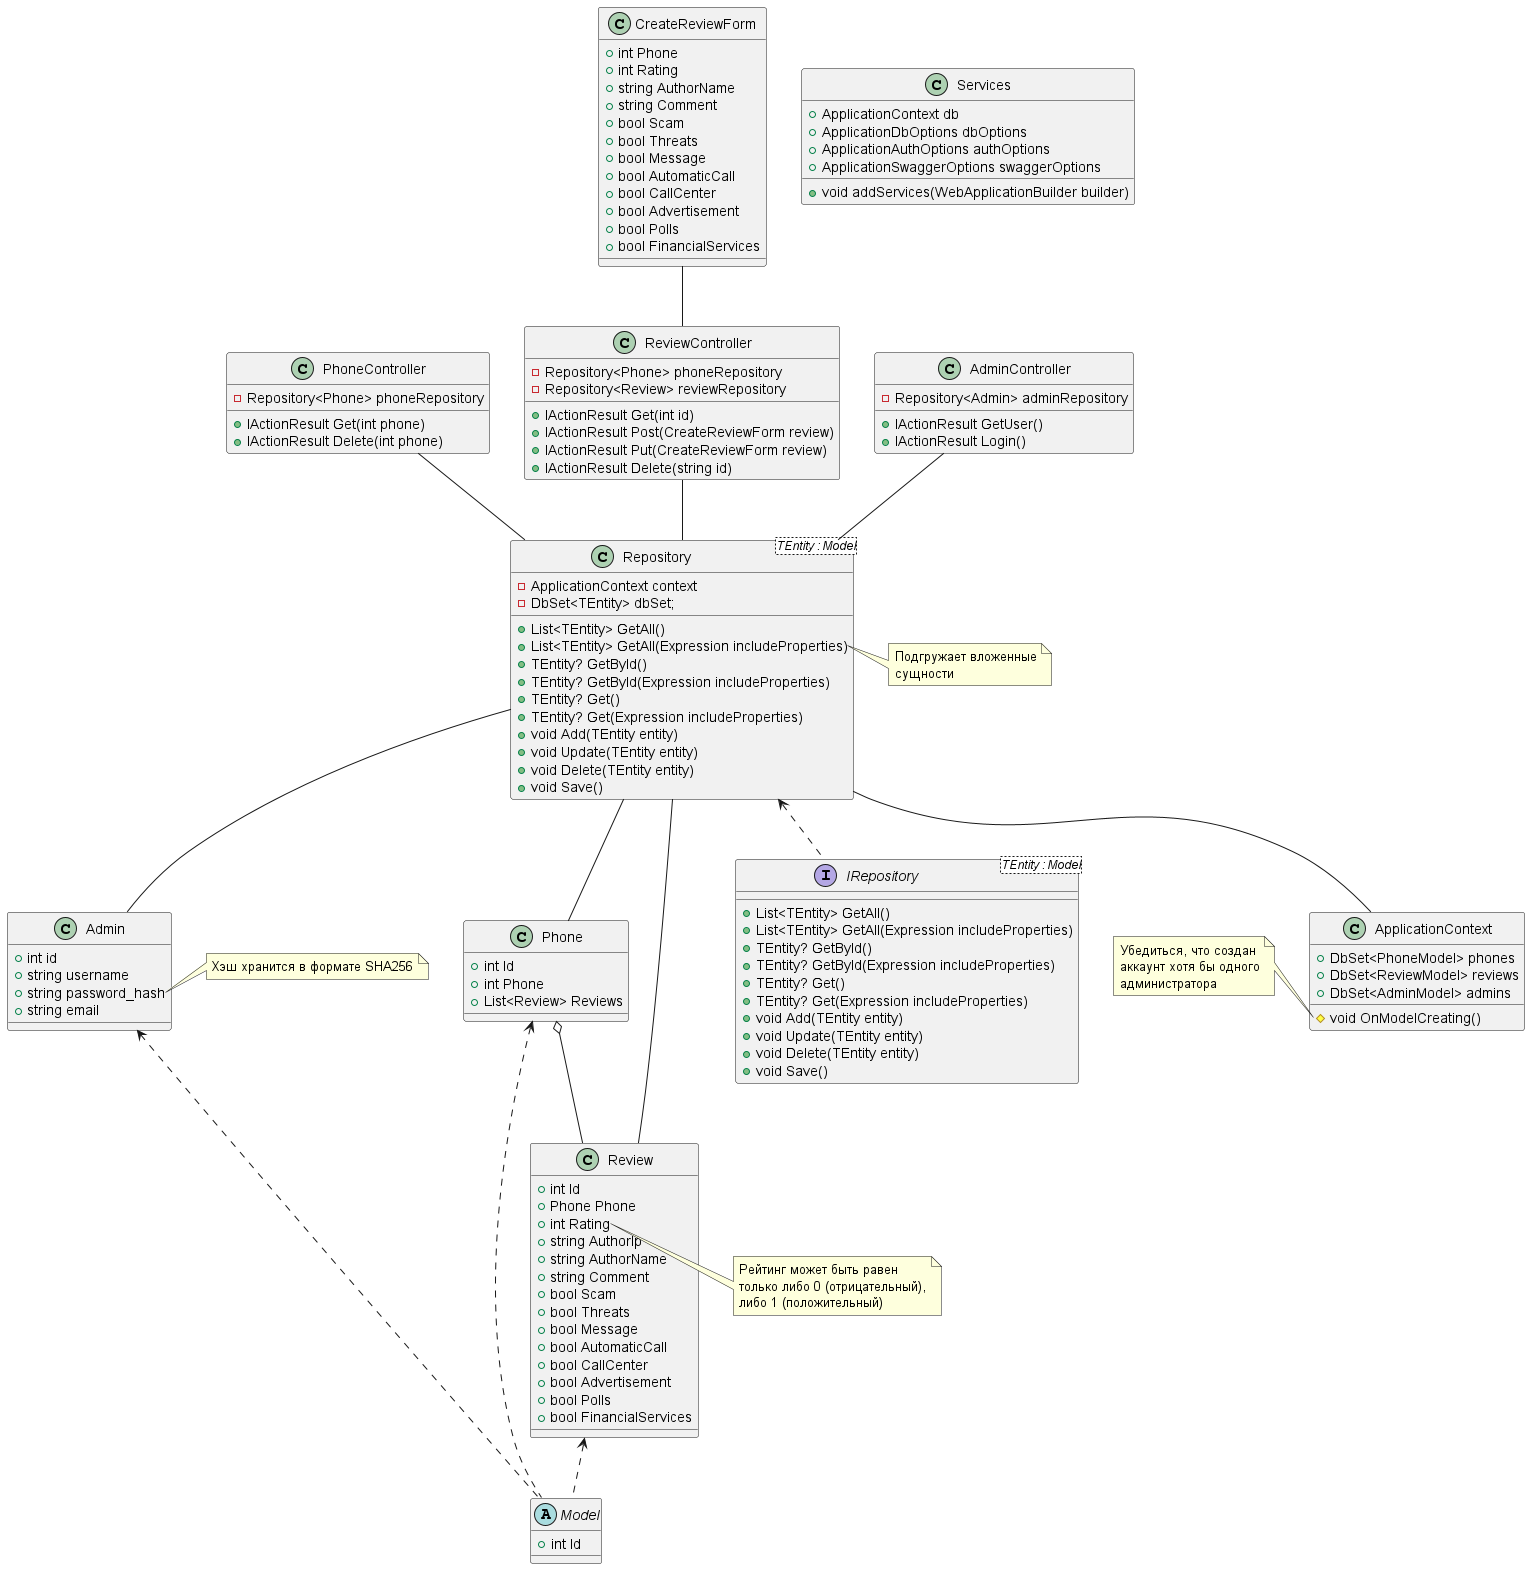 CreateReviewForm
int Phone
int Rating
string AuthorName
string Comment
bool Scam
bool Threats
bool Message
bool AutomaticCall
bool CallCenter
bool Advertisement
bool Polls
bool FinancialServices
Services
ApplicationContext db
ApplicationDbOptions dbOptions
ApplicationAuthOptions authOptions
ApplicationSwaggerOptions swaggerOptions
void addServices(WebApplicationBuilder builder)
PhoneController
Repository<Phone> phoneRepository
IActionResult Get(int phone)
IActionResult Delete(int phone)
ReviewController
Repository<Phone> phoneRepository
Repository<Review> reviewRepository
IActionResult Get(int id)
IActionResult Post(CreateReviewForm review)
IActionResult Put(CreateReviewForm review)
IActionResult Delete(string id)
AdminController
Repository<Admin> adminRepository
IActionResult GetUser()
IActionResult Login()
Repository
TEntity : Model
ApplicationContext context
DbSet<TEntity> dbSet;
List<TEntity> GetAll()
List<TEntity> GetAll(Expression includeProperties)
TEntity? GetById()
TEntity? GetById(Expression includeProperties)
TEntity? Get()
TEntity? Get(Expression includeProperties)
void Add(TEntity entity)
void Update(TEntity entity)
void Delete(TEntity entity)
void Save()
Подгружает вложенные
сущности
Admin
int id
string username
string password_hash
string email
Хэш хранится в формате SHA256
Phone
int Id
int Phone
List<Review> Reviews
IRepository
TEntity : Model
List<TEntity> GetAll()
List<TEntity> GetAll(Expression includeProperties)
TEntity? GetById()
TEntity? GetById(Expression includeProperties)
TEntity? Get()
TEntity? Get(Expression includeProperties)
void Add(TEntity entity)
void Update(TEntity entity)
void Delete(TEntity entity)
void Save()
Убедиться, что создан
аккаунт хотя бы одного
администратора
ApplicationContext
DbSet<PhoneModel> phones
DbSet<ReviewModel> reviews
DbSet<AdminModel> admins
void OnModelCreating()
Review
int Id
Phone Phone
int Rating
string AuthorIp
string AuthorName
string Comment
bool Scam
bool Threats
bool Message
bool AutomaticCall
bool CallCenter
bool Advertisement
bool Polls
bool FinancialServices
Рейтинг может быть равен
только либо 0 (отрицательный),
либо 1 (положительный)
Model
int Id